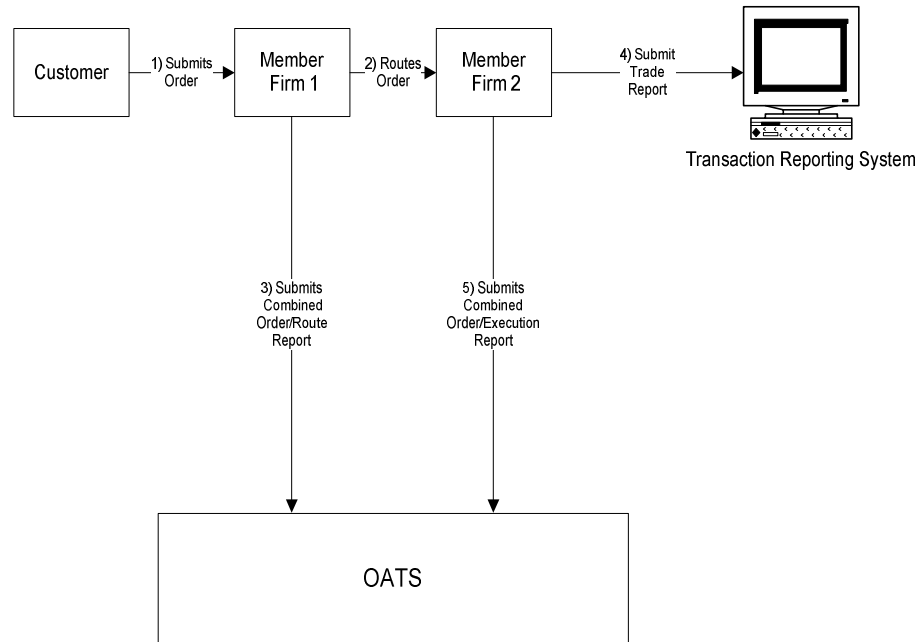 Customer
1) Submits
Order
Member
Firm 1
2) Routes
Order
Member
Firm 2
4) Submit
Trade
Report
Transaction Reporting System
3) Submits
Combined
Order/Route
Report
5) Submits
Combined
Order/Execution
Report
OATS